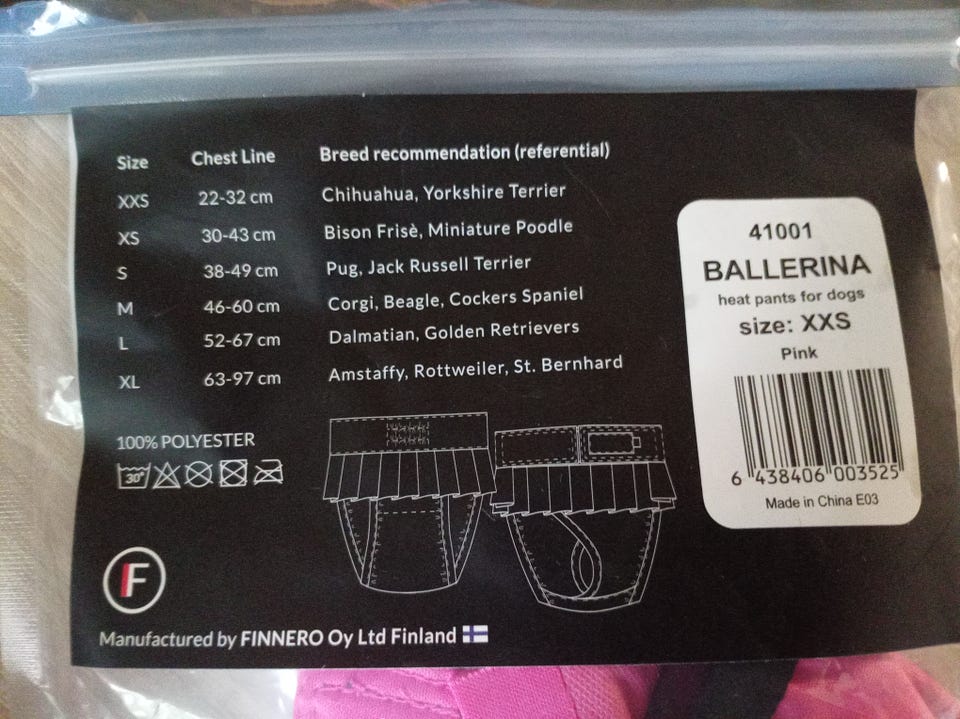 Size Chest Line Breed recommendation (referential)
XXS 22-32 cm Chihuahua, Yorkshire Terrier
XS 30-43 cm Bison Frisè, Miniature Poodle
S 38-49 cm Pug, Jack Russell Terrier
M 46-60 cm Corgi, Beagle, Cockers Spaniel
L 52-67 cm Dalmatian, Golden Retrievers
XL 63-97 cm Amstaffy, Rottweiler, St. Bernhard
100% POLYESTER
30°
F
Manufactured by FINNERO Oy Ltd Finland
41001
BALLERINA
heat pants for dogs
size: XXS
Pink
6 438406 003525
Made in China E03